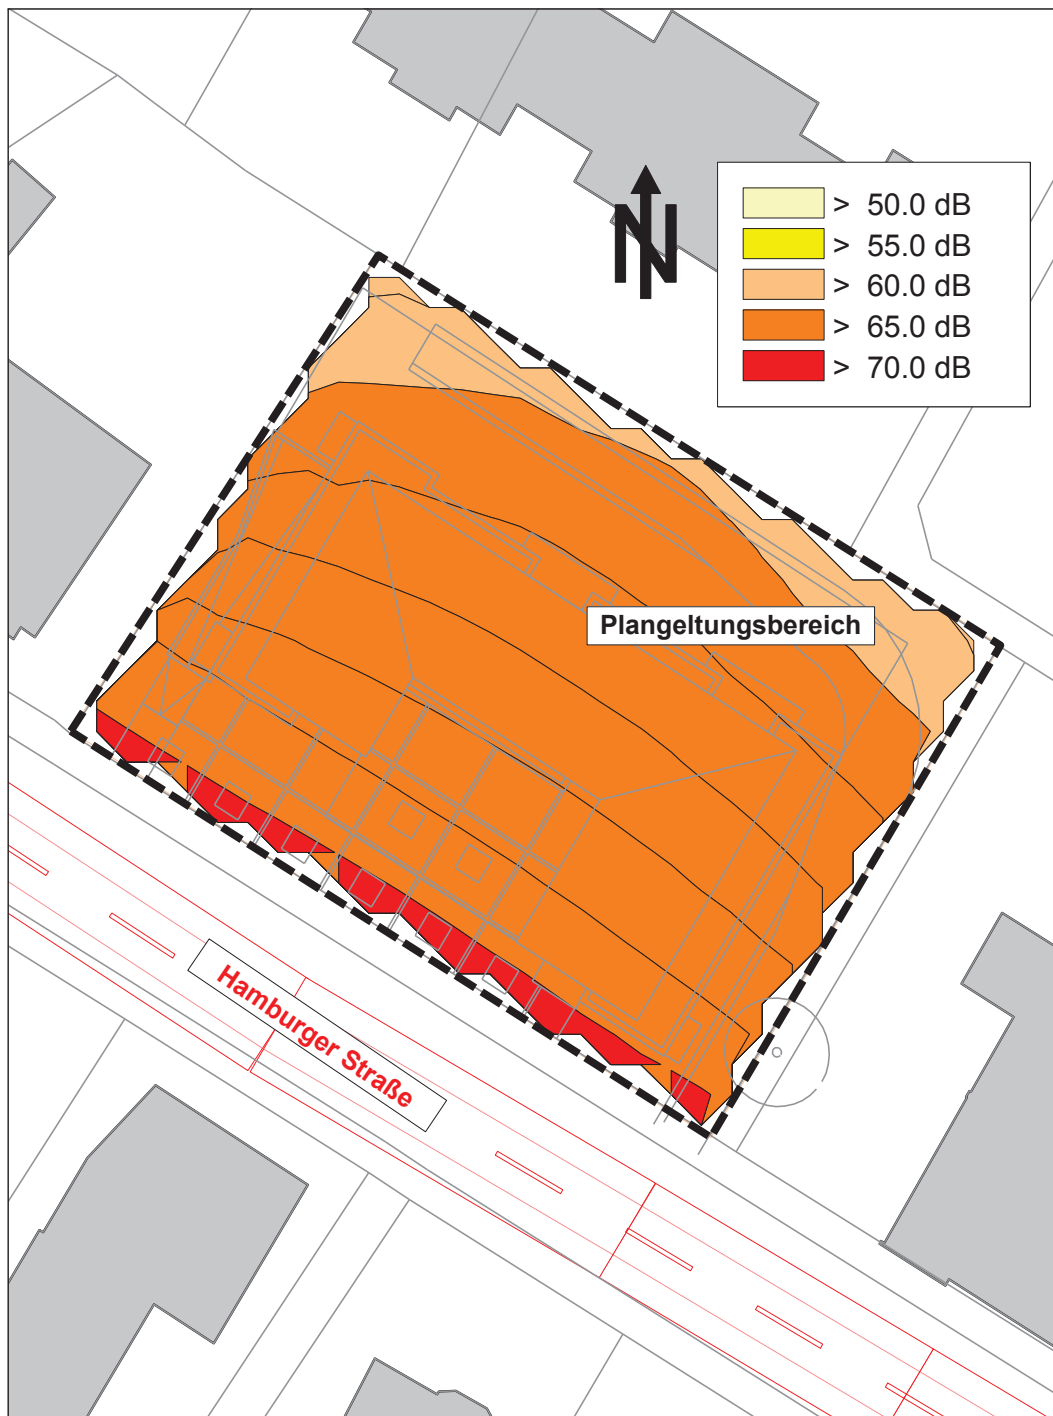 N
> 50.0 dB
> 55.0 dB
> 60.0 dB
> 65.0 dB
> 70.0 dB
Plangeltungsbereich
Hamburger Straße